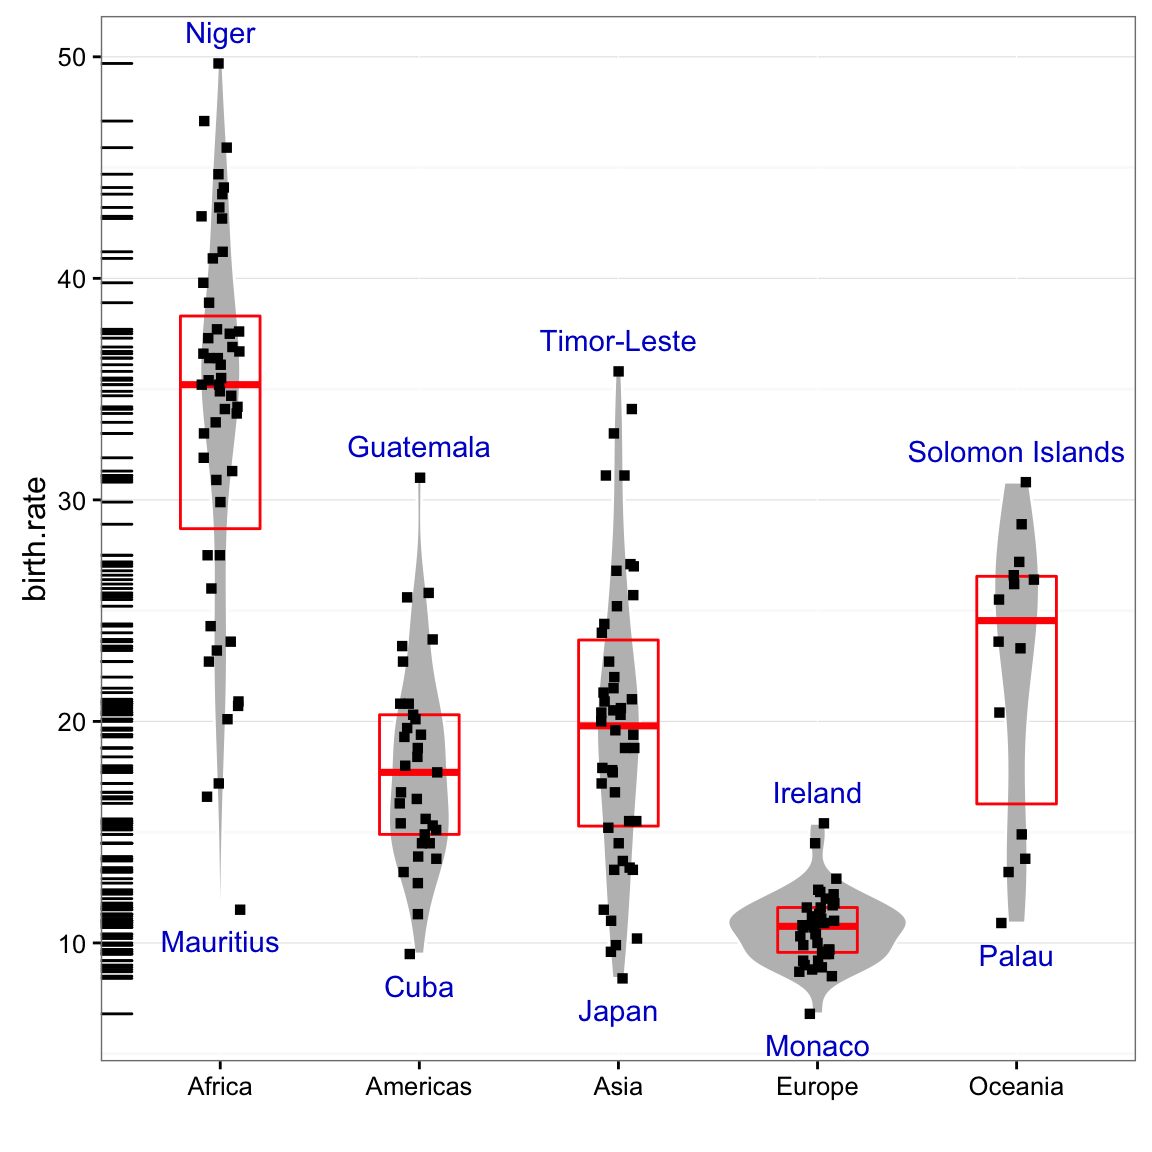 Niger
50
40
Timor-Leste
Guatemala
Solomon Islands
30
birth.rate
20
Ireland
Mauritius
10
Palau
Cuba
Japan
Monaco
Africa
Americas
Asia
Europe
Oceania